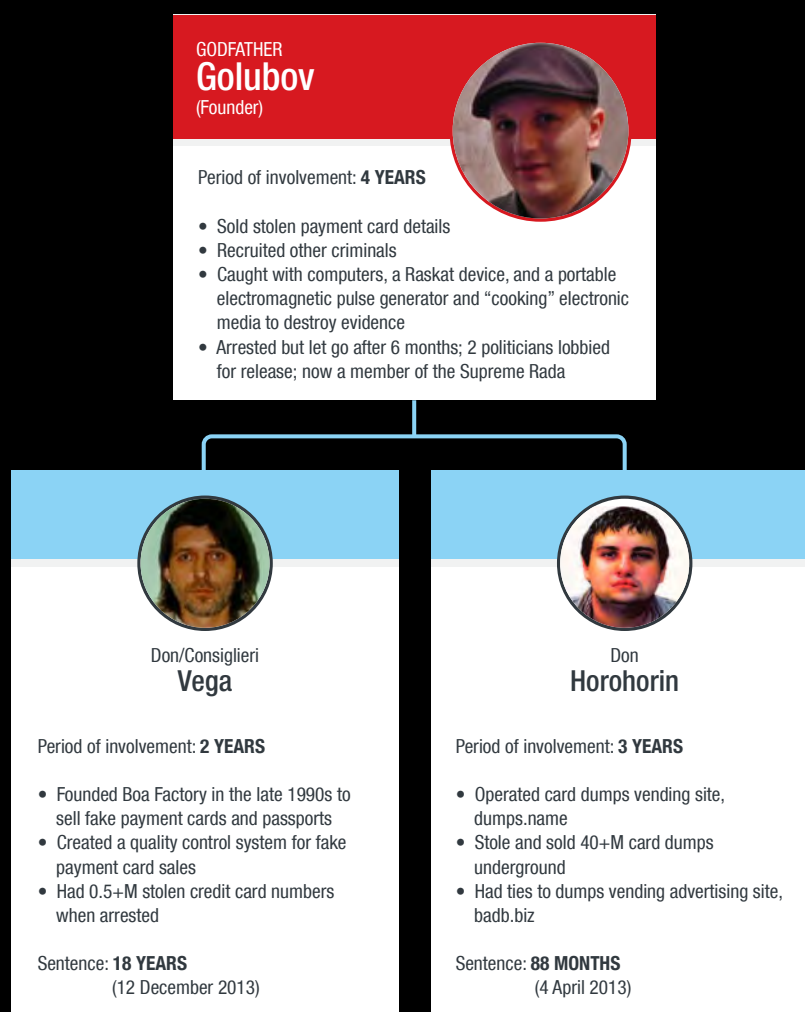 GODFATHER
Golubov
(Founder)
Period of involvement: 4 YEARS
• Sold stolen payment card details
• Recruited other criminals
• Caught with computers, a Raskat device, and a portable
electromagnetic pulse generator and “cooking” electronic
media to destroy evidence
• Arrested but let go after 6 months; 2 politicians lobbied
for release; now a member of the Supreme Rada
Don/Consiglieri
Vega
Period of involvement: 2 YEARS
• Founded Boa Factory in the late 1990s to
sell fake payment cards and passports
• Created a quality control system for fake
payment card sales
• Had 0.5+M stolen credit card numbers
when arrested
Sentence: 18 YEARS
(12 December 2013)
Don
Horohorin
Period of involvement: 3 YEARS
• Operated card dumps vending site,
dumps.name
• Stole and sold 40+M card dumps
underground
• Had ties to dumps vending advertising site,
badb.biz
Sentence: 88 MONTHS
(4 April 2013)